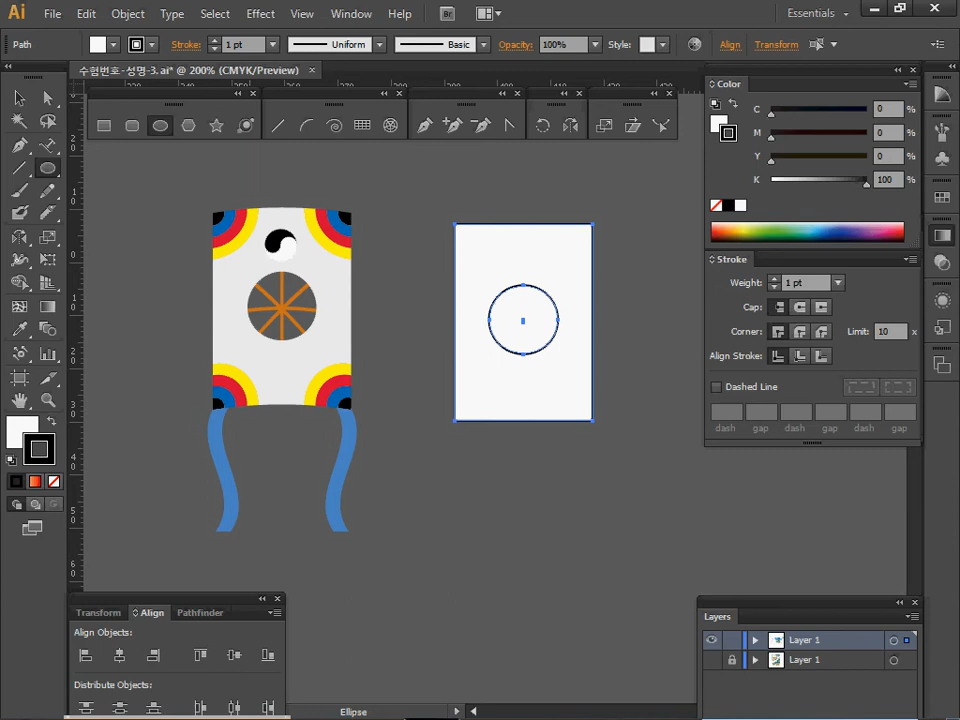 Ai File Edit Object Type Select Effect View Window Help Br Essentials
Path Stroke: 1 pt Uniform Basic Opacity: 100% Style: Align Transform
수험번호-성명-3.ai* @ 200% (CMYK/Preview)
Color
C 0 %
M 0 %
Y 0 %
K 100 %
Stroke
Weight: 1 pt
Cap:
Corner: Limit: 10 x
Align Stroke:
Dashed Line
dash gap dash gap dash gap
Transform Align Pathfinder
Align Objects:
Distribute Objects:
Layers
Layer 1
Layer 1
Ellipse